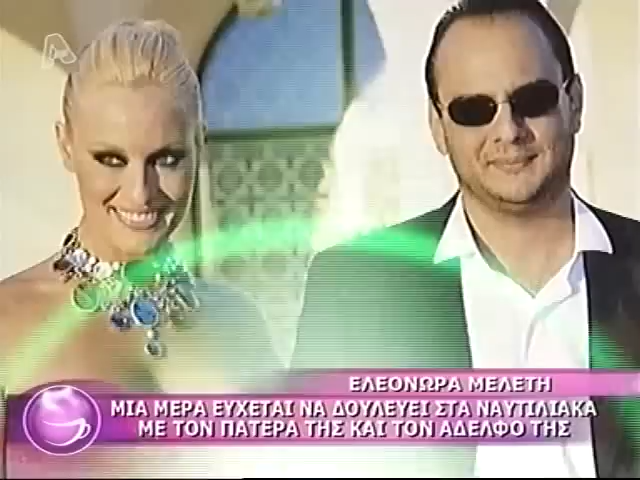 ΕΛΕΟΝΩΡΑ ΜΕΛΕΤΗ
ΜΙΑ ΜΕΡΑ ΕΥΧΕΤΑΙ ΝΑ ΔΟΥΛΕΥΕΙ ΣΤΑ ΝΑΥΤΙΛΙΑΚΑ
ΜΕ ΤΟΝ ΠΑΤΕΡΑ ΤΗΣ ΚΑΙ ΤΟΝ ΑΔΕΛΦΟ ΤΗΣ